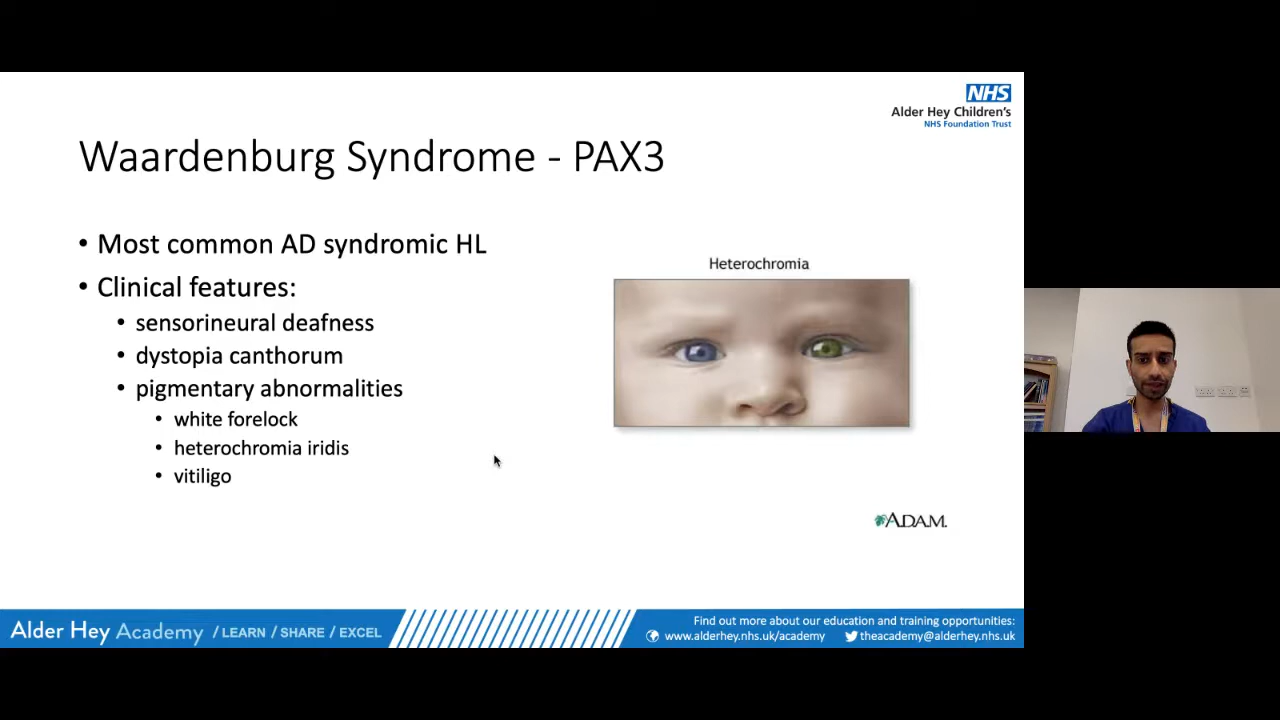 NHS
Alder Hey Children's
NHS Foundation Trust
Waardenburg Syndrome - PAX3
• Most common AD syndromic HL
• Clinical features:
• sensorineural deafness
• dystopia canthorum
• pigmentary abnormalities
• white forelock
• heterochromia iridis
• vitiligo
Heterochromia
ADAM.
Alder Hey Academy / LEARN / SHARE / EXCEL
Find out more about our education and training opportunities:
www.alderhey.nhs.uk/academy theacademy@alderhey.nhs.uk